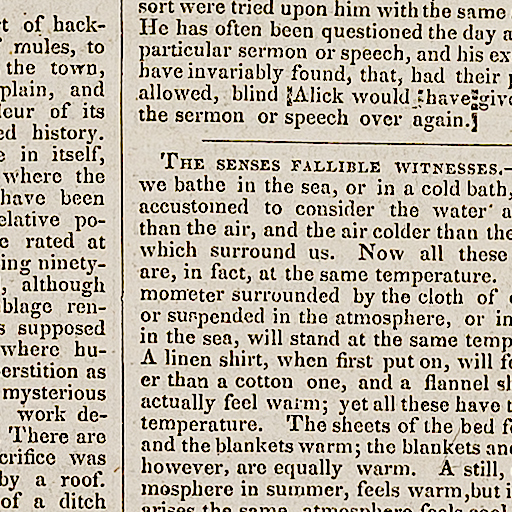 t of hack-
mules, to
the town,
plain, and
leur of its
ed history.
e in itself,
where the
have been
elative po-
e rated at
ing ninety-
, although
blage ren-
s supposed
where hu-
erstition as
mysterious
work de-
There are
crifice was
by a roof.
of a ditch
sort were tried upon him with the same
He has often been questioned the day a
particular sermon or speech, and his ex
have invariably found, that, had their p
allowed, blind Alick would have give
the sermon or speech over again.
THE SENSES FALLIBLE WITNESSES.—
we bathe in the sea, or in a cold bath,
accustomed to consider the water a
than the air, and the air colder than the
which surround us. Now all these
are, in fact, at the same temperature.
mometer surrounded by the cloth of
or suspended in the atmosphere, or in
in the sea, will stand at the same temp
A linen shirt, when first put on, will fe
er than a cotton one, and a flannel sh
actually feel warm; yet all these have t
temperature. The sheets of the bed fe
and the blankets warm; the blankets and
however, are equally warm. A still,
mosphere in summer, feels warm, but i
arises the same atmosphere feels cool